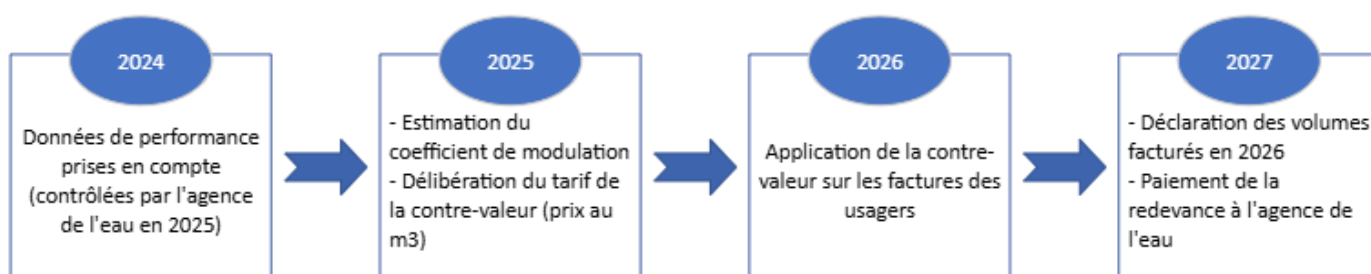 2024
Données de performance
prises en compte
(contrôlées par l'agence
de l'eau en 2025)
2025
- Estimation du
coefficient de modulation
- Délibération du tarif de
la contre-valeur (prix au
m3)
2026
Application de la contre-
valeur sur les factures des
usagers
2027
- Déclaration des volumes
facturés en 2026
- Paiement de la
redevance à l'agence de
l'eau